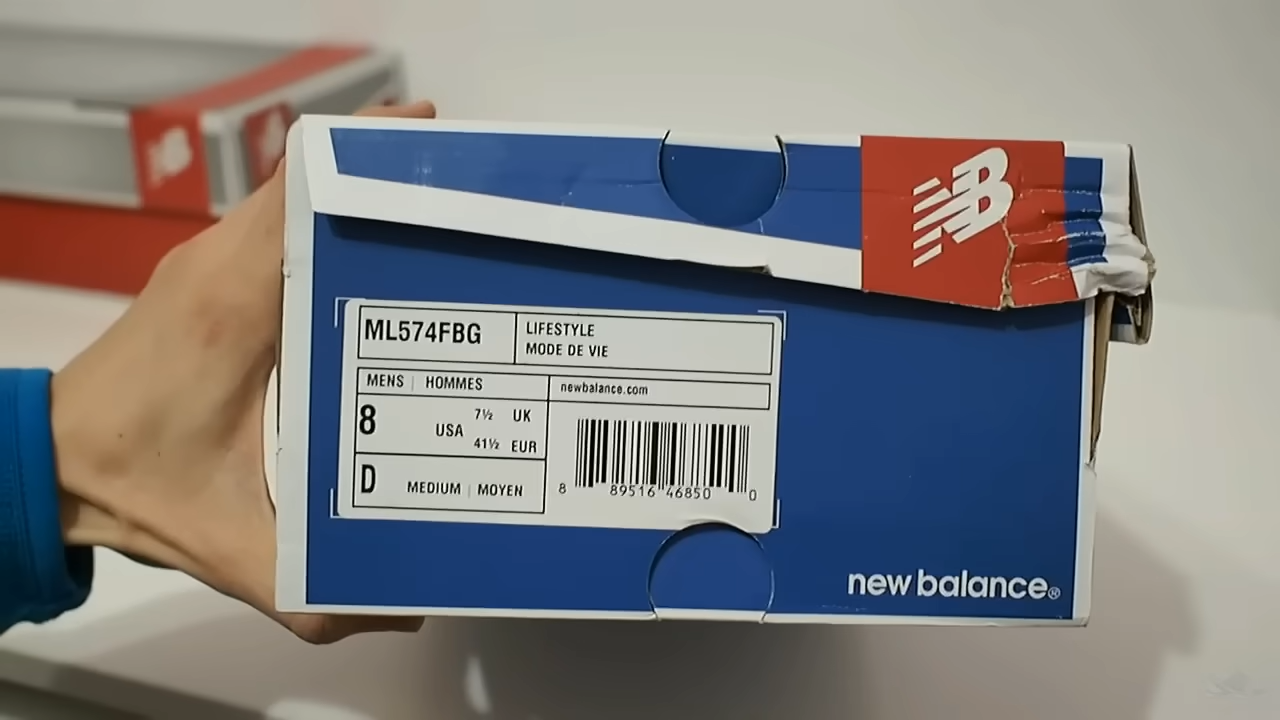 NB
ML574FBG
LIFESTYLE
MODE DE VIE
MENS | HOMMES
newbalance.com
8 USA 7½ UK
41½ EUR
D MEDIUM | MOYEN
8 89516 46850 0
new balance®